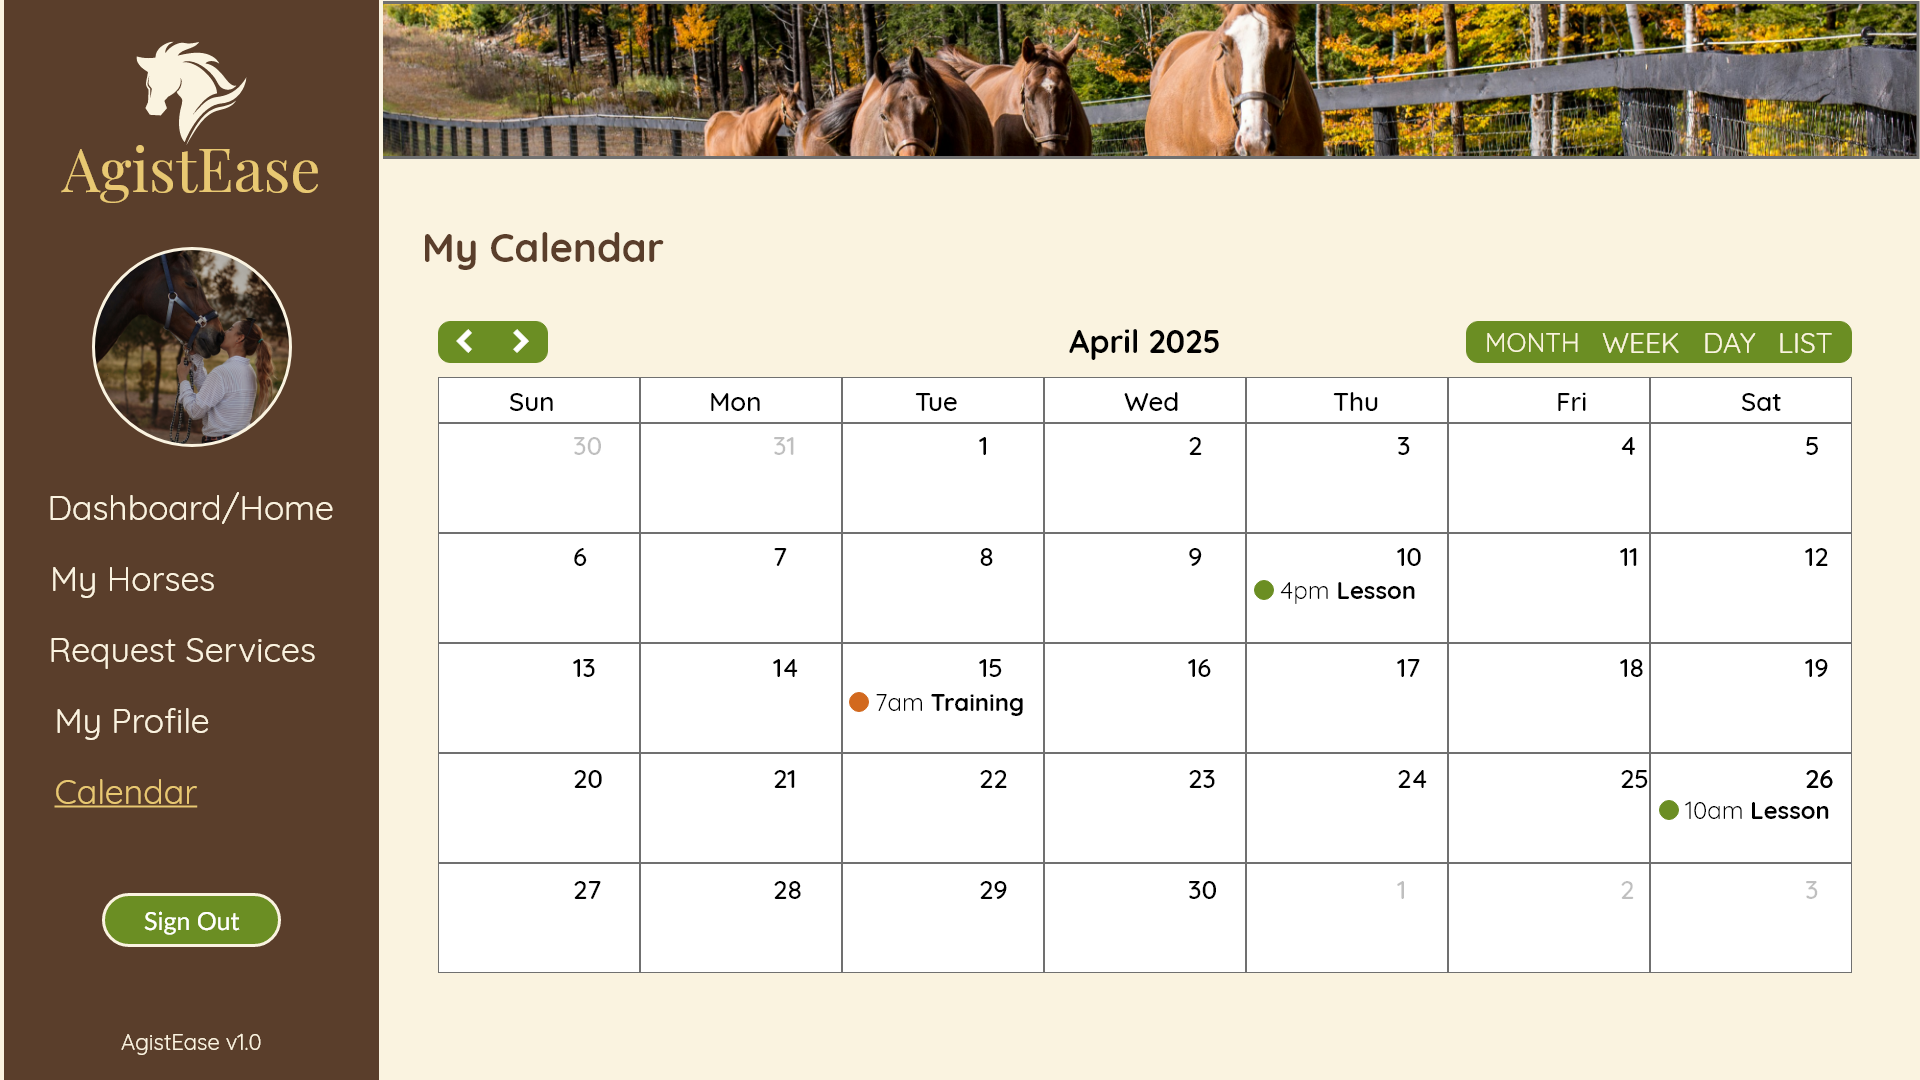 AgistEase
Dashboard/Home
My Horses
Request Services
My Profile
Calendar
Sign Out
AgistEase v1.0
My Calendar
April 2025
MONTH WEEK DAY LIST
Sun Mon Tue Wed Thu Fri Sat
30 31 1 2 3 4 5
6 7 8 9 10 11 12
4pm Lesson
13 14 15 16 17 18 19
7am Training
20 21 22 23 24 25 26
10am Lesson
27 28 29 30 1 2 3